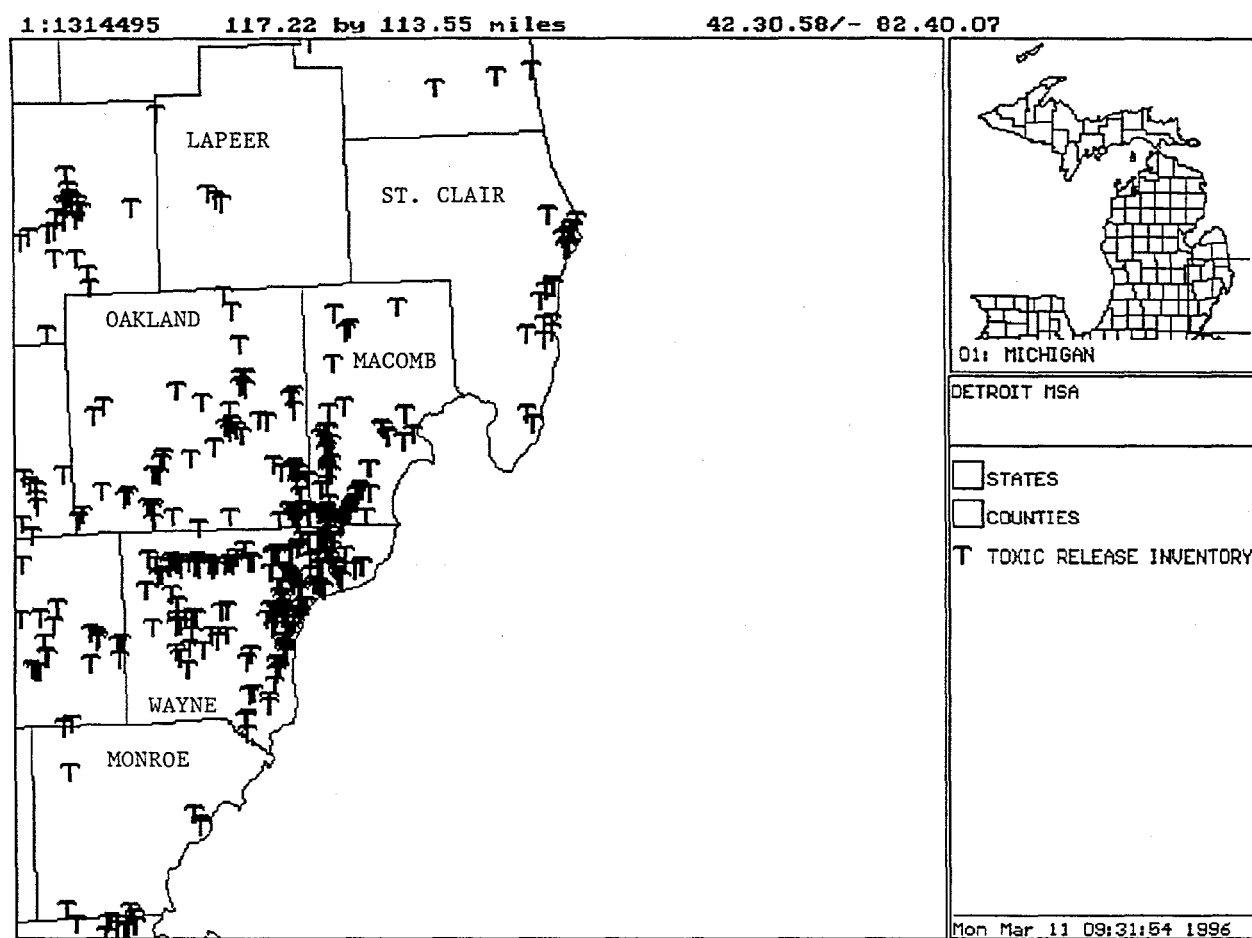 1:1314495 117.22 by 113.55 miles 42.30.58/- 82.40.07
LAPEER
ST. CLAIR
OAKLAND
MACOMB
WAYNE
MONROE
01: MICHIGAN
DETROIT MSA
STATES
COUNTIES
T TOXIC RELEASE INVENTORY
Mon Mar 11 09:31:54 1996